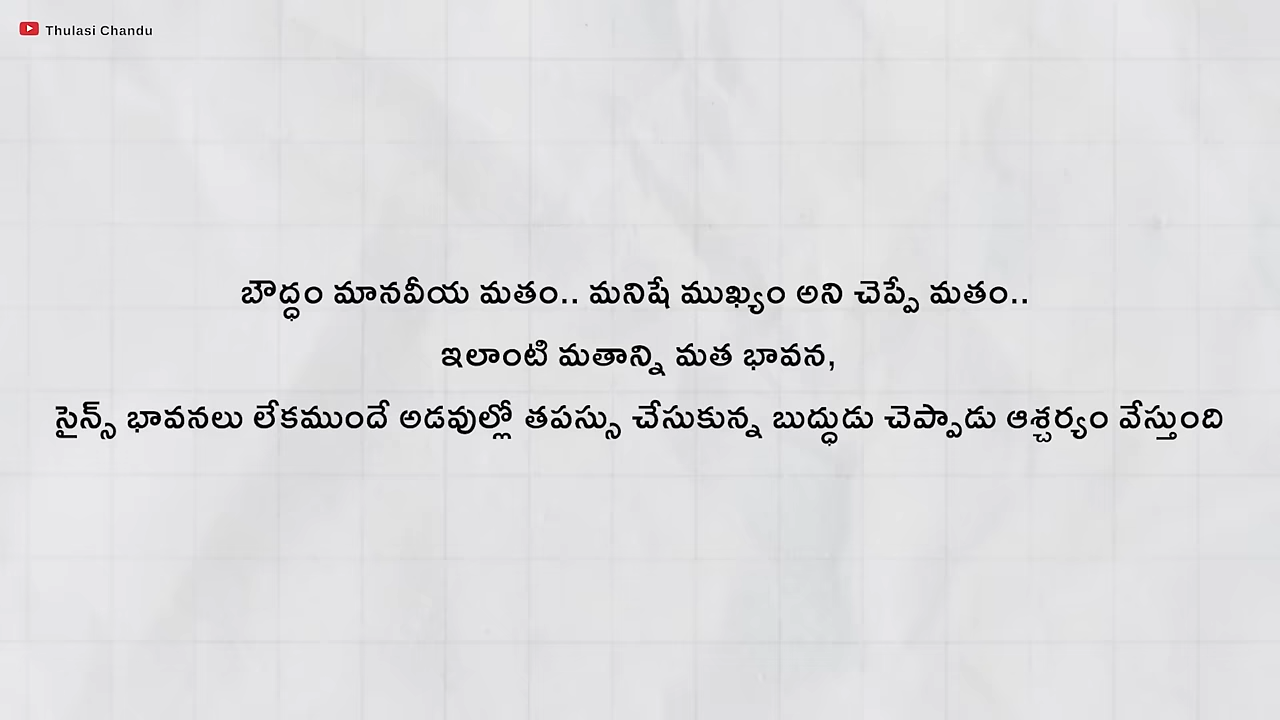 Thulasi Chandu
బౌద్ధం మానవీయ మతం.. మనిషే ముఖ్యం అని చెప్పే మతం..
ఇలాంటి మతాన్ని మత భావన,
సైన్స్ భావనలు లేకముందే అడవుల్లో తపస్సు చేసుకున్న బుద్ధుడు చెప్పాడు ఆశ్చర్యం వేస్తుంది